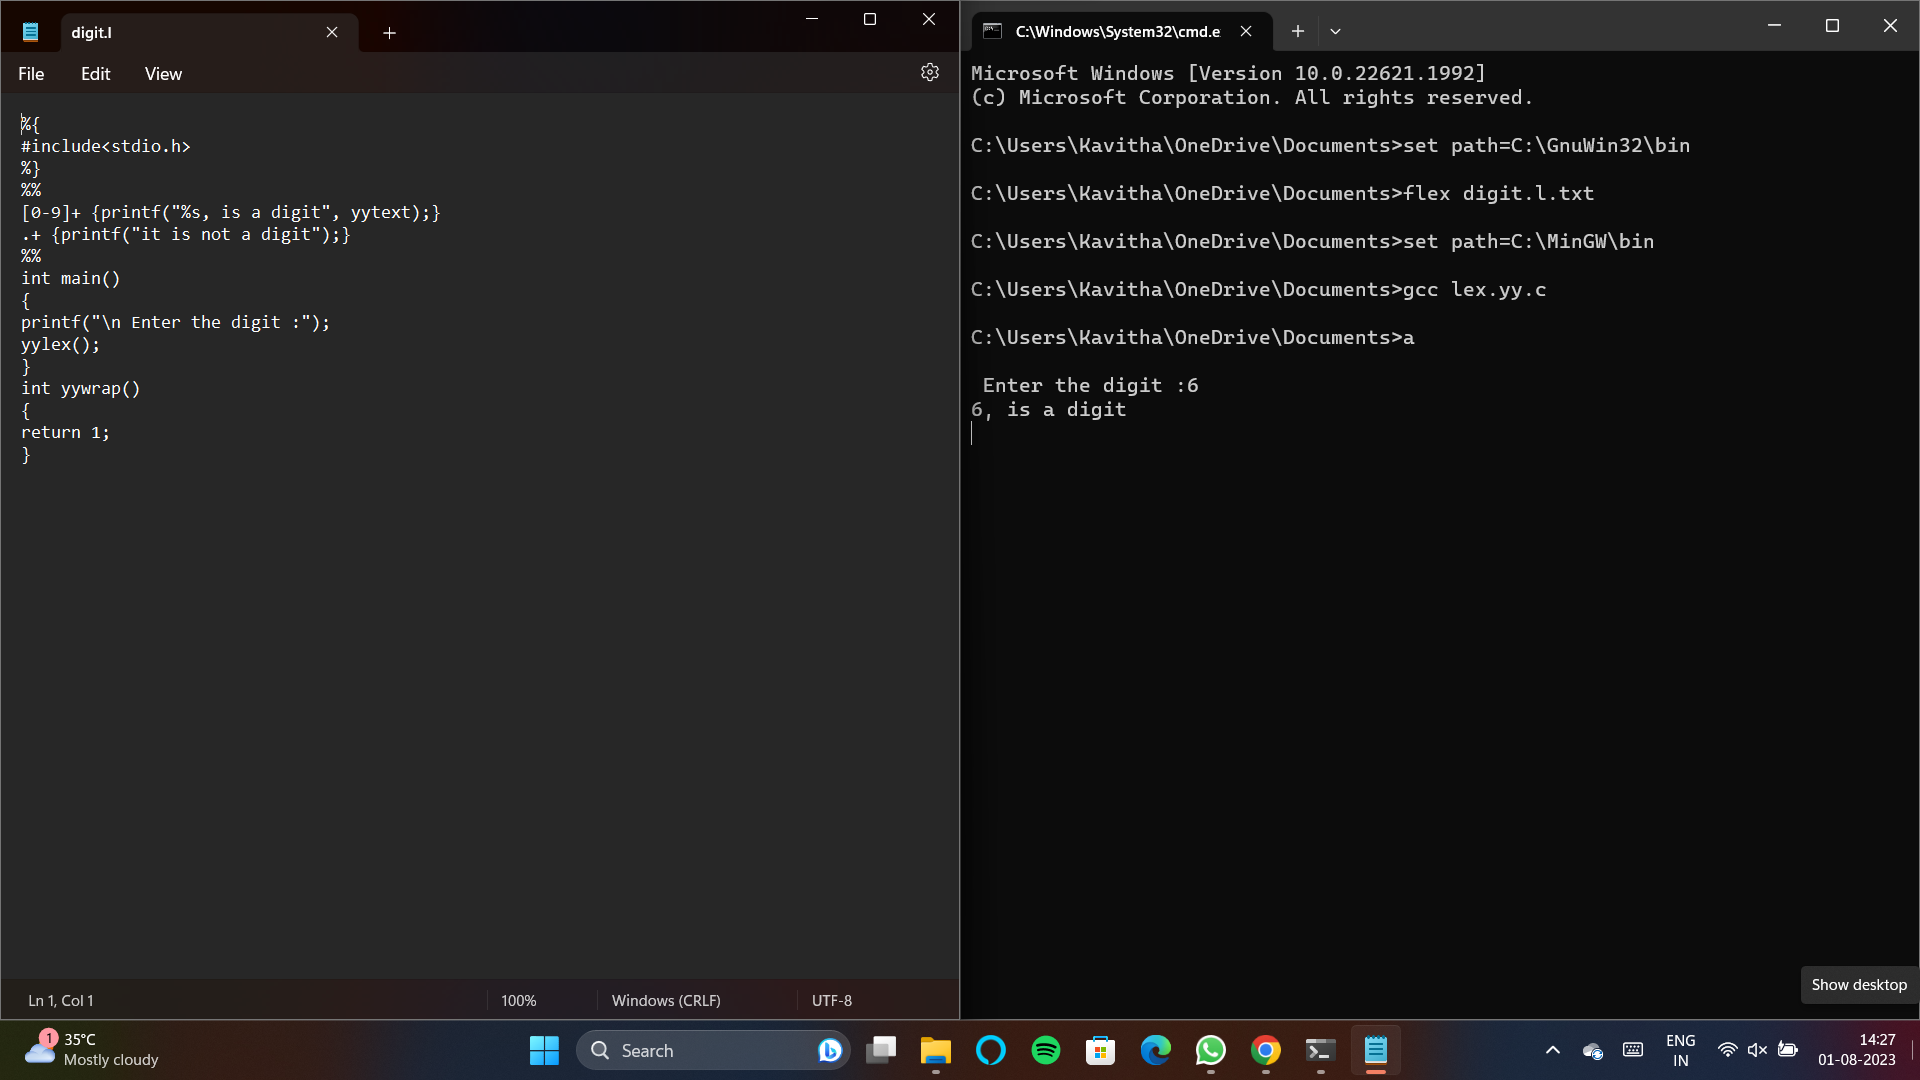 digit.l
File Edit View
%{
#include<stdio.h>
%}
%%
[0-9]+ {printf("%s, is a digit", yytext);}
.+ {printf("it is not a digit");}
%%
int main()
{
printf("\n Enter the digit :");
yylex();
}
int yywrap()
{
return 1;
}
Ln 1, Col 1 100% Windows (CRLF) UTF-8
C:\Windows\System32\cmd.e
Microsoft Windows [Version 10.0.22621.1992]
(c) Microsoft Corporation. All rights reserved.
C:\Users\Kavitha\OneDrive\Documents>set path=C:\GnuWin32\bin
C:\Users\Kavitha\OneDrive\Documents>flex digit.l.txt
C:\Users\Kavitha\OneDrive\Documents>set path=C:\MinGW\bin
C:\Users\Kavitha\OneDrive\Documents>gcc lex.yy.c
C:\Users\Kavitha\OneDrive\Documents>a
Enter the digit :6
6, is a digit
Show desktop
1
35°C
Mostly cloudy
Search
ENG
IN
14:27
01-08-2023